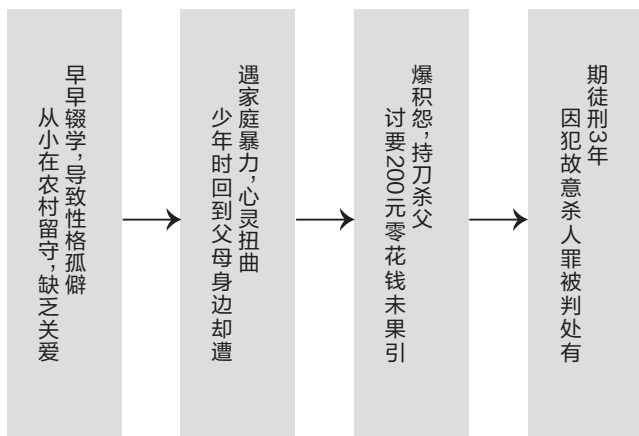 从小在农村留守，缺乏关爱
早早辍学，导致性格孤僻
少年时回到父母身边却遭
遇家庭暴力，心灵扭曲
讨要200元零花钱未果引
爆积怨，持刀杀父
因犯故意杀人罪被判处有
期徒刑3年